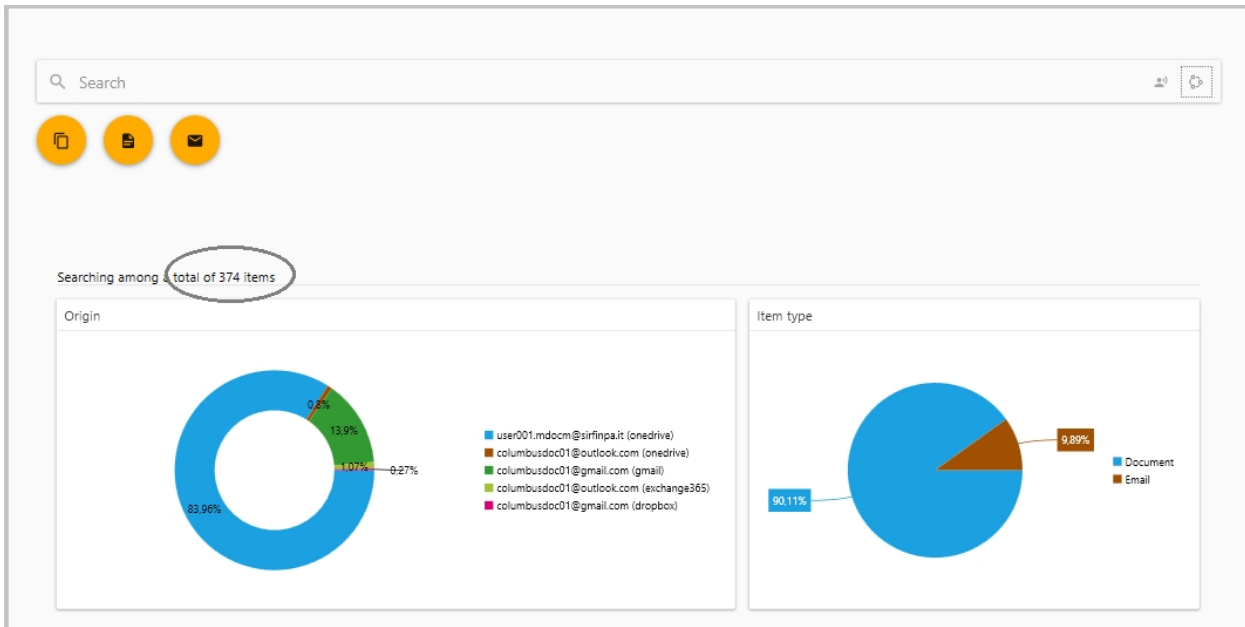 Search
Searching among a total of 374 items
Origin
Item type
0,8%
13,9%
1,07%
0,27%
83,96%
user001.mdocm@sirfinpa.it (onedrive)
columbusdoc01@outlook.com (onedrive)
columbusdoc01@gmail.com (gmail)
columbusdoc01@outlook.com (exchange365)
columbusdoc01@gmail.com (dropbox)
9,89%
90,11%
Document
Email